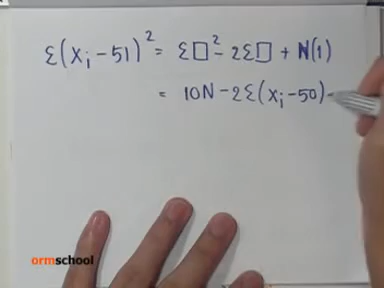 Σ(Xᵢ-51)² = Σ□² - 2Σ□ + N(1)
= 10N - 2Σ(Xᵢ-50) -
ormschool